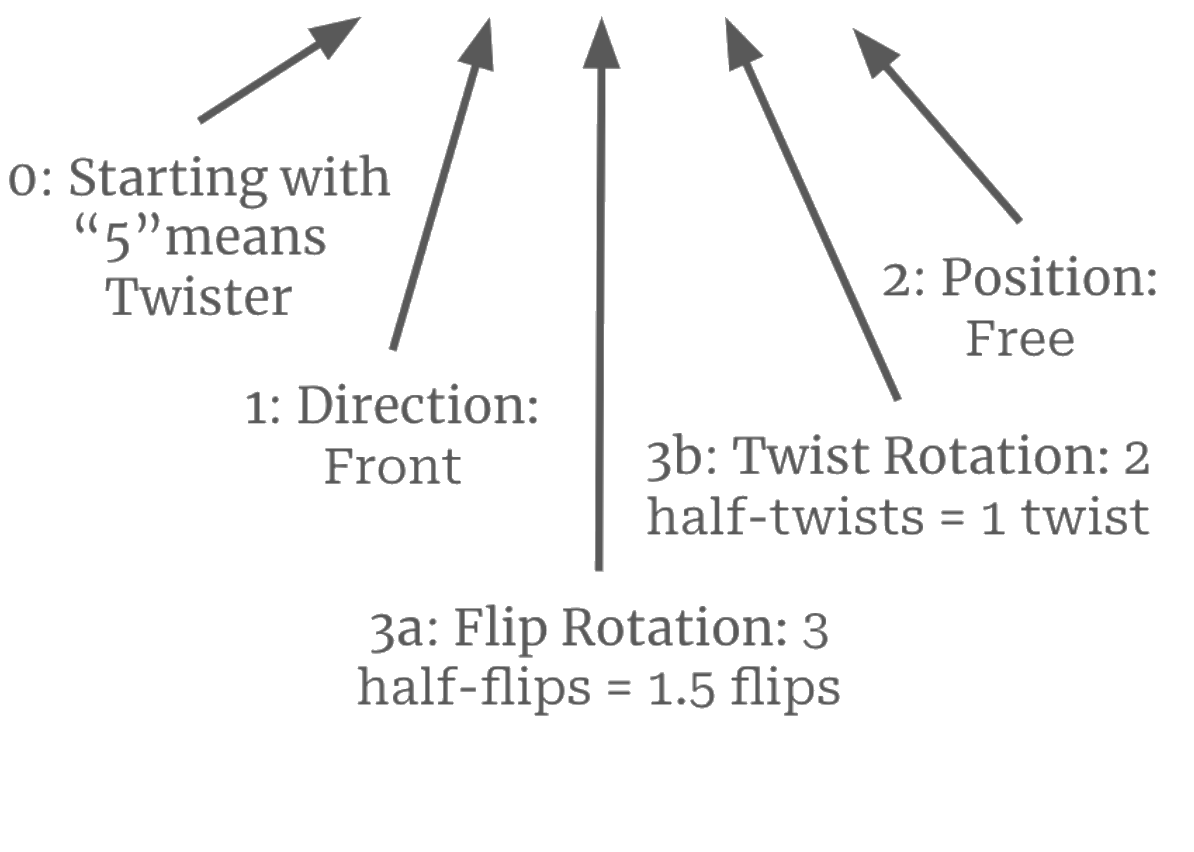 0: Starting with
“5”means
Twister
1: Direction:
Front
3a: Flip Rotation: 3
half-flips = 1.5 flips
3b: Twist Rotation: 2
half-twists = 1 twist
2: Position:
Free